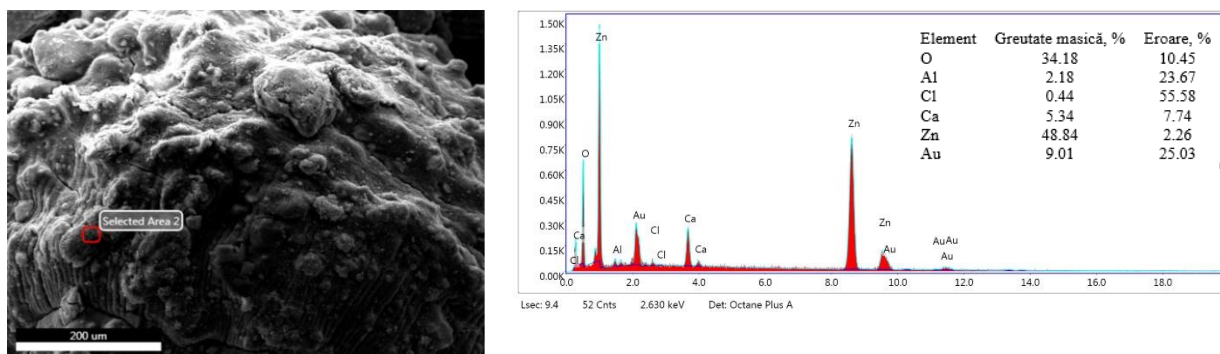 Selected Area 2
200 um
1.50K
1.35K
1.20K
1.05K
0.90K
0.75K
0.60K
0.45K
0.30K
0.15K
0.00K
Zn
O
Ca
Cl
Al
Au
Cl
Cl
Ca
Ca
Zn
Zn
Au
Au Au
Au
0.0 2.0 4.0 6.0 8.0 10.0 12.0 14.0 16.0 18.0
Element Greutate masică, % Eroare, %
O 34.18 10.45
Al 2.18 23.67
Cl 0.44 55.58
Ca 5.34 7.74
Zn 48.84 2.26
Au 9.01 25.03
Lsec: 9.4 52 Cnts 2.630 keV Det: Octane Plus A